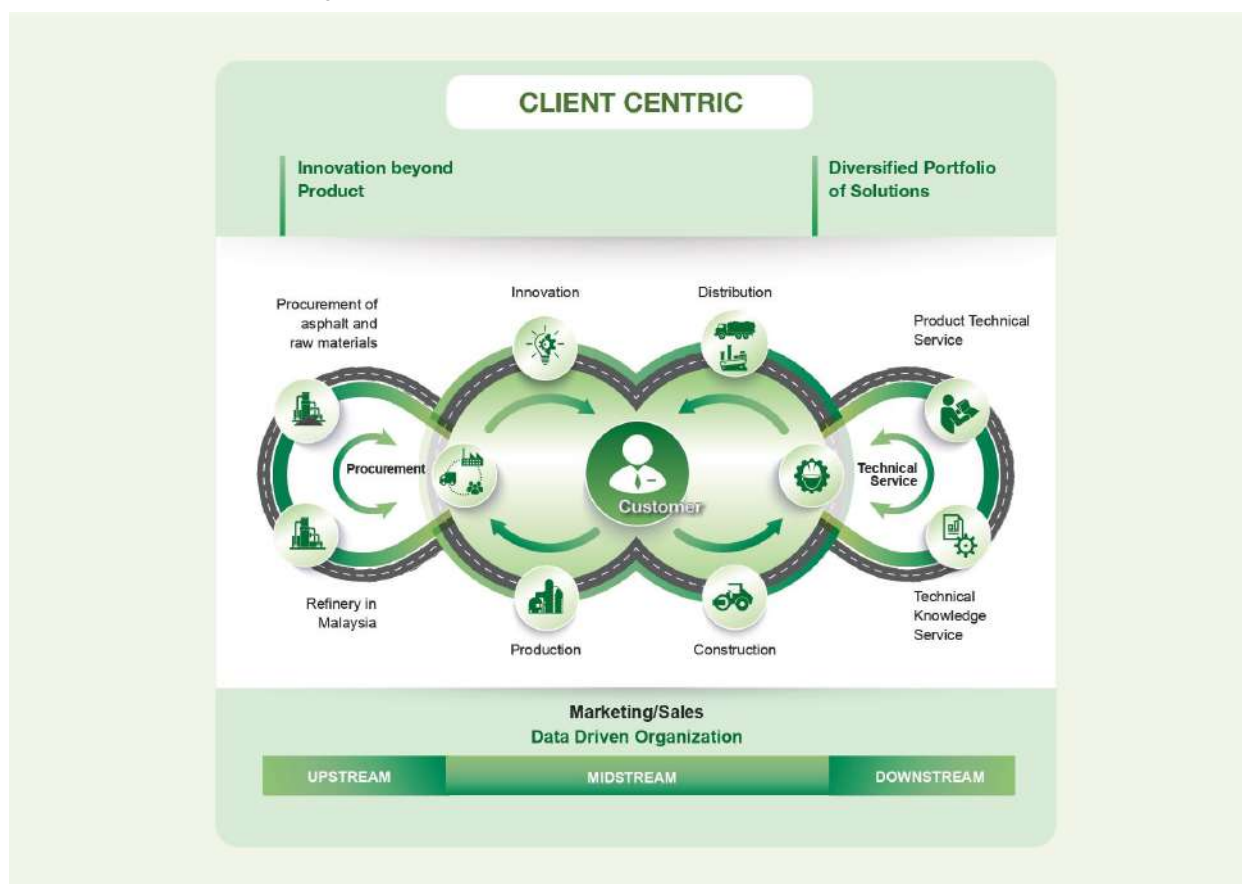 CLIENT CENTRIC
Innovation beyond
Product
Diversified Portfolio
of Solutions
Procurement of
asphalt and
raw materials
Innovation
Distribution
Product Technical
Service
Procurement
Customer
Technical
Service
Refinery in
Malaysia
Production
Construction
Technical
Knowledge
Service
Marketing/Sales
Data Driven Organization
UPSTREAM
MIDSTREAM
DOWNSTREAM